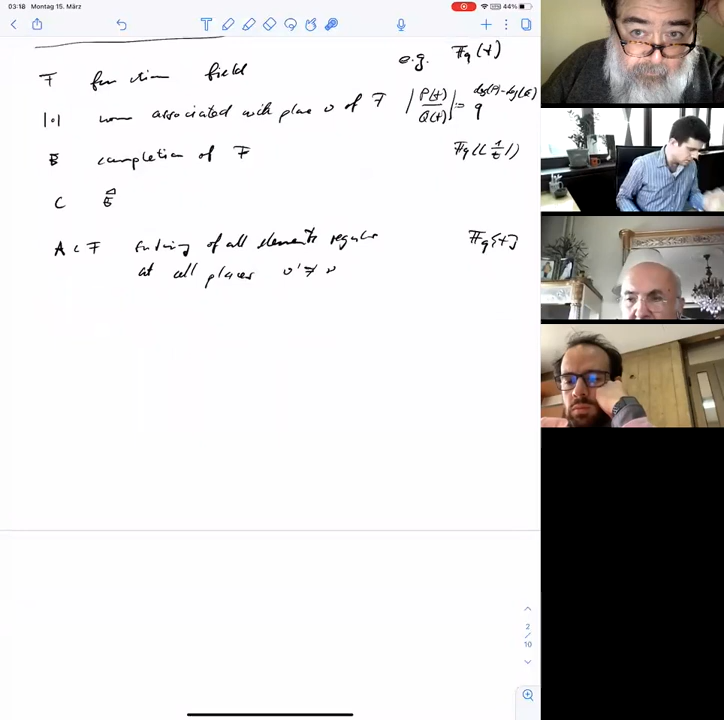 03:18 Montag 15. März
44%
F function field e.g. F_q(t)
|·| norm associated with place v of F |P(t)/Q(t)| = q^{deg(P)-deg(Q)}
E completion of F F_q((1/t))
C
A ⊂ F subring of all elements regular F_q[t]
at all places v' ≠ v
2
/
10